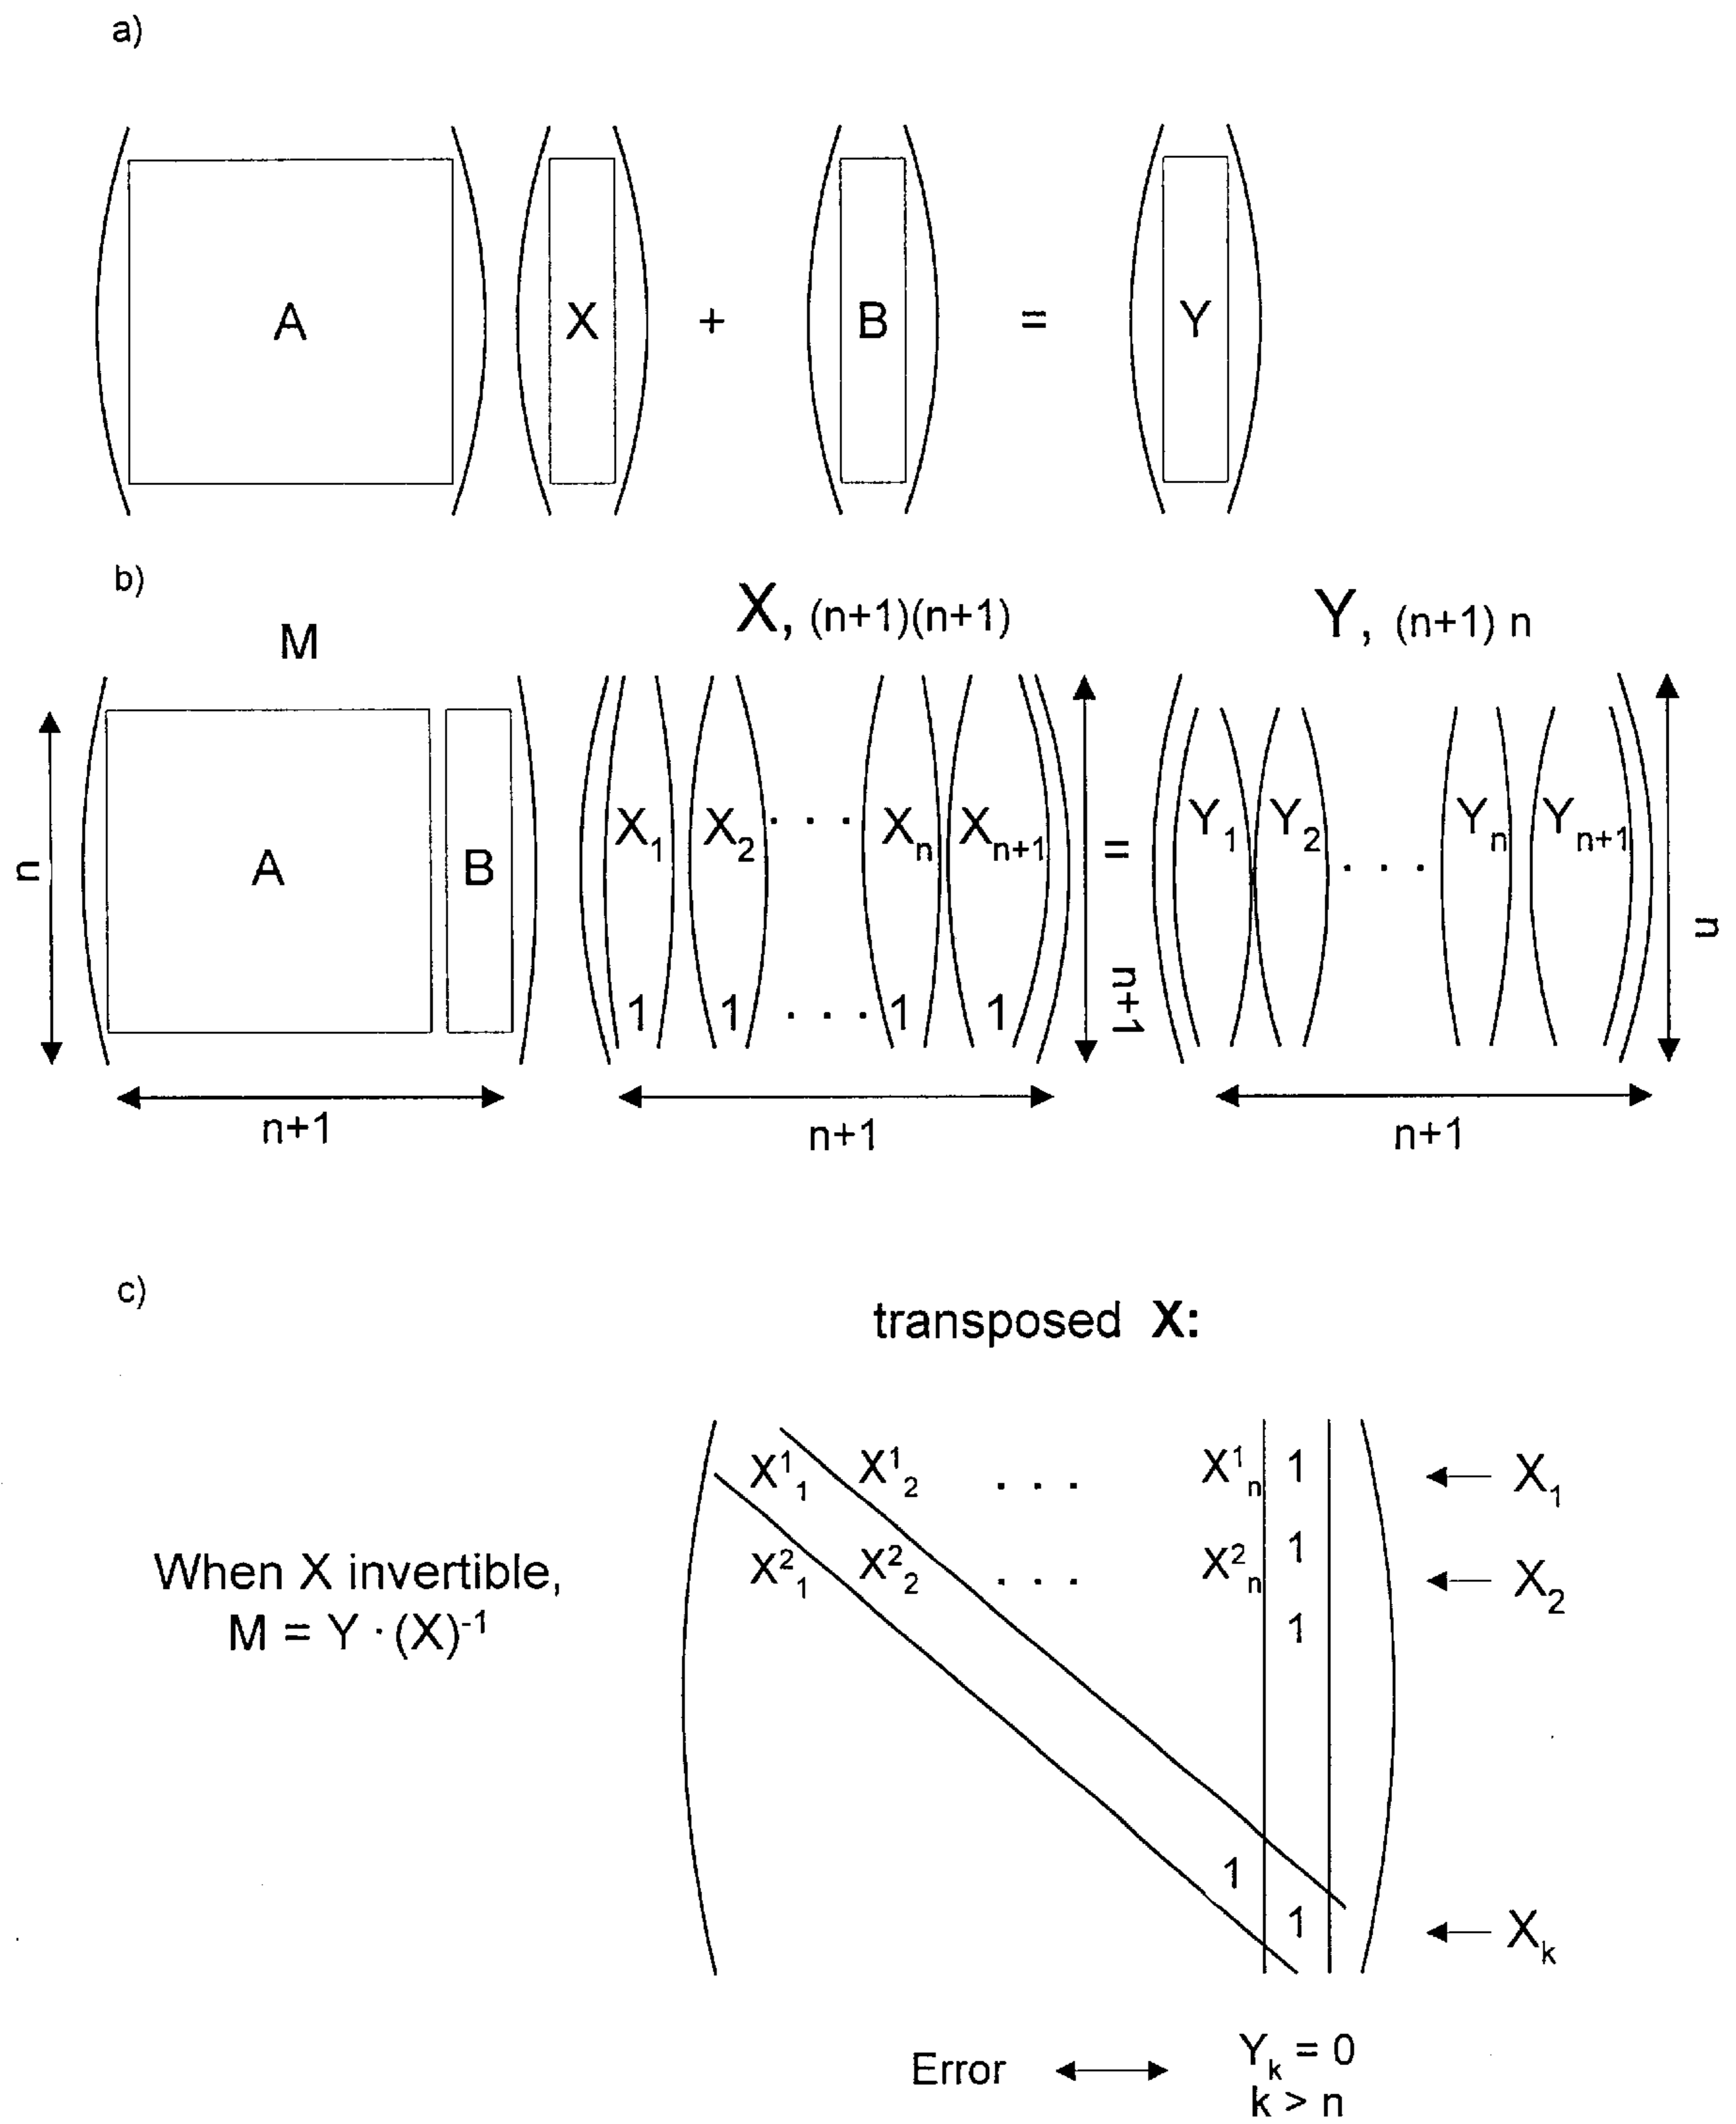 a)
A X + B = Y
b)
X, (n+1)(n+1) Y, (n+1) n
M
n A B X₁ X₂ . . . Xₙ Xₙ₊₁ n+1 = Y₁ Y₂ . . . Yₙ Yₙ₊₁ n
1 1 . . . 1 1
n+1 n+1 n+1
c)
transposed X:
X¹₁ X¹₂ . . . X¹ₙ 1 X₁
1
When X invertible, X²₁ X²₂ . . . X²ₙ X₂
M = Y · (X)⁻¹ 1
1
1 Xₖ
Error Yₖ = 0
k > n